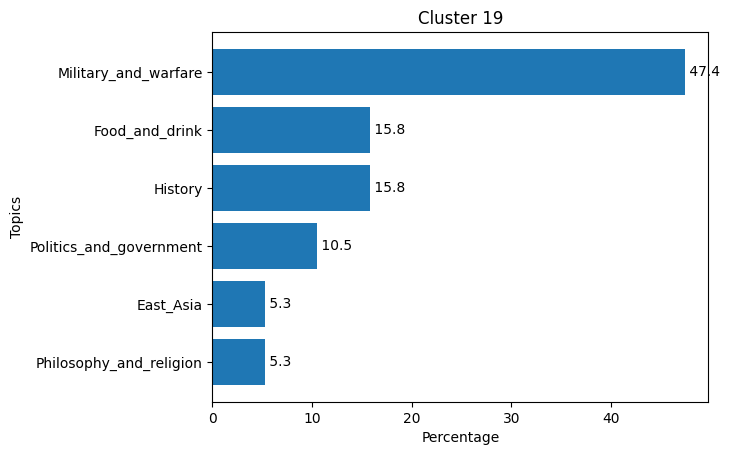 Cluster 19
Topics
Military_and_warfare 47.4
Food_and_drink 15.8
History 15.8
Politics_and_government 10.5
East_Asia 5.3
Philosophy_and_religion 5.3
0 10 20 30 40
Percentage